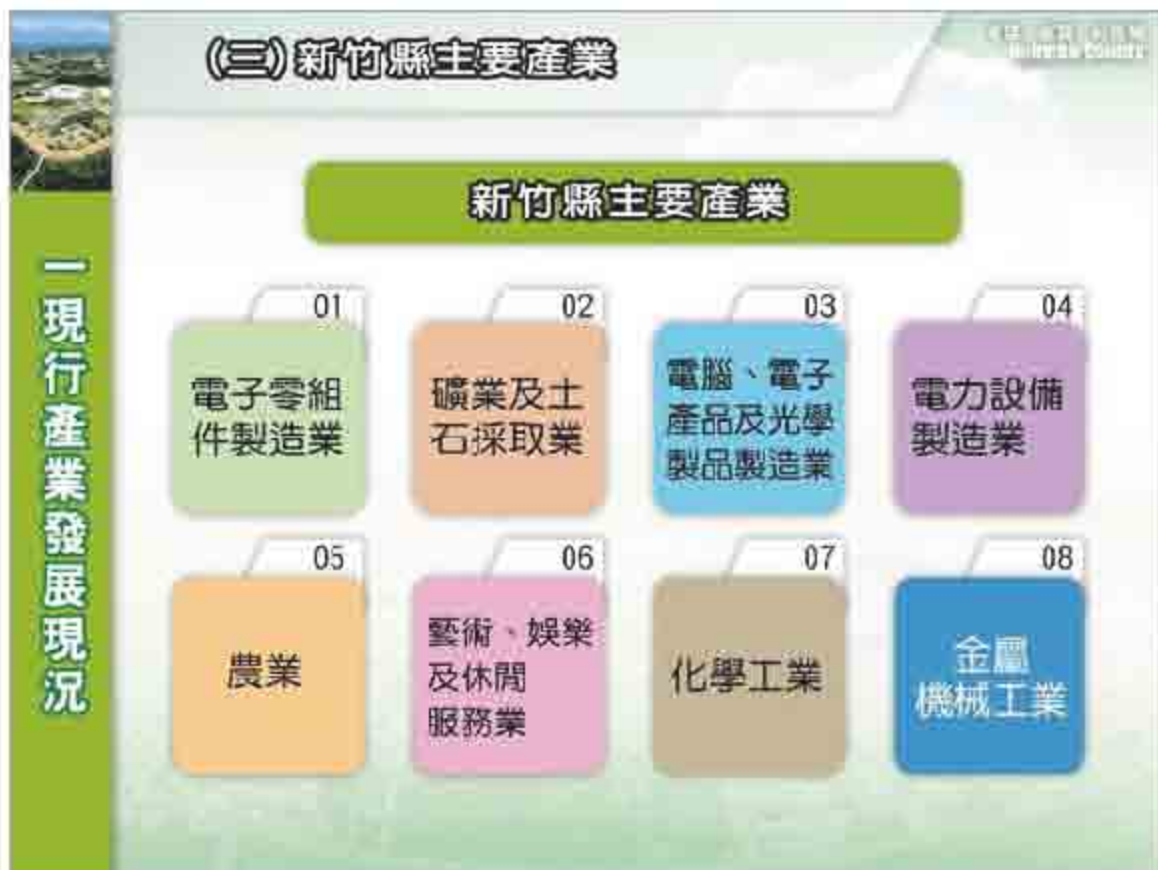 (三)新竹縣主要產業
新竹縣主要產業
一現行產業發展現況
01
電子零組
件製造業
02
礦業及土
石採取業
03
電腦、電子
產品及光學
製品製造業
04
電力設備
製造業
05
農業
06
藝術、娛樂
及休閒
服務業
07
化學工業
08
金屬
機械工業